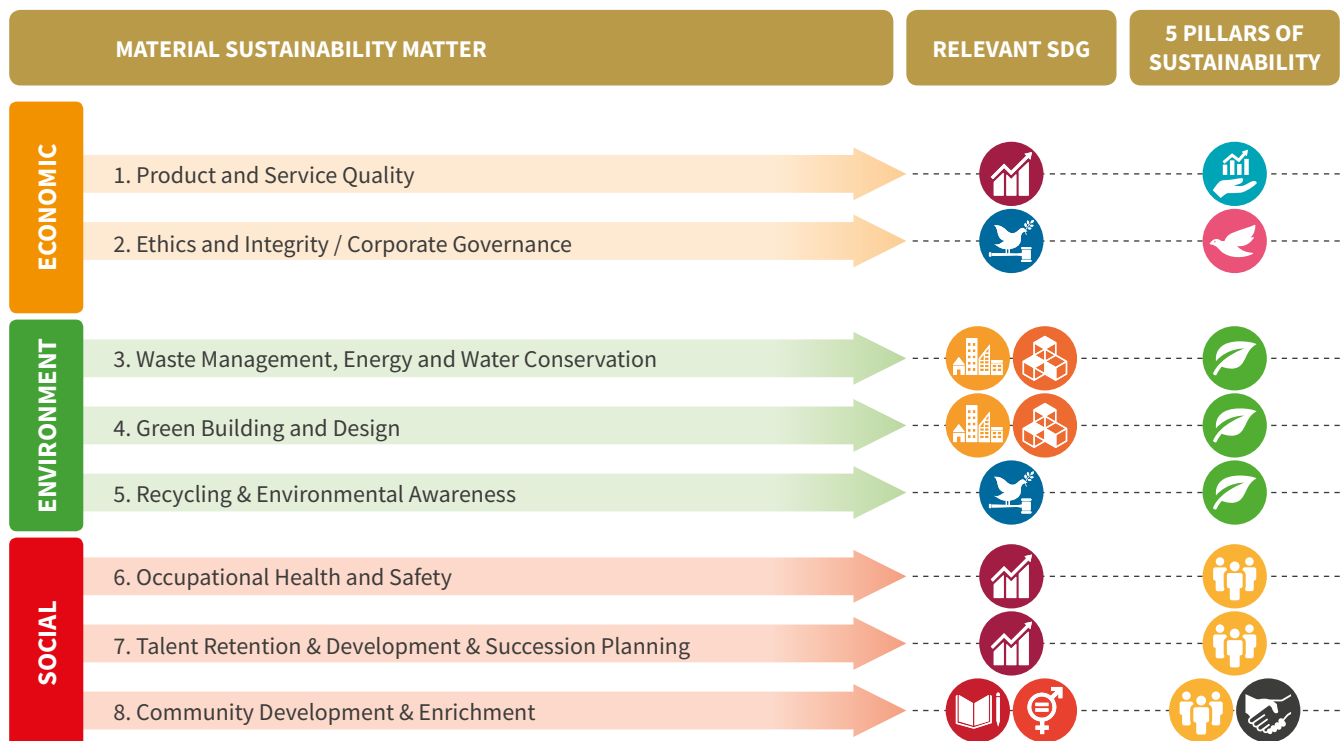 MATERIAL SUSTAINABILITY MATTER
RELEVANT SDG
5 PILLARS OF
SUSTAINABILITY
ECONOMIC
1. Product and Service Quality
2. Ethics and Integrity / Corporate Governance
ENVIRONMENT
3. Waste Management, Energy and Water Conservation
4. Green Building and Design
5. Recycling & Environmental Awareness
SOCIAL
6. Occupational Health and Safety
7. Talent Retention & Development & Succession Planning
8. Community Development & Enrichment